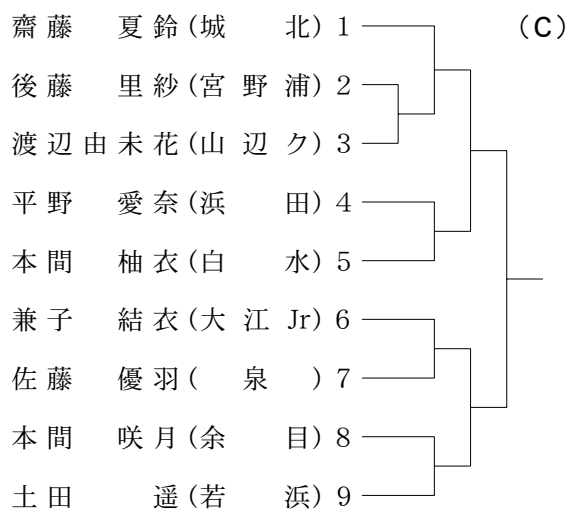 齋藤 夏鈴(城 北) 1 (C)
後藤 里紗(宮野浦) 2
渡辺由未花(山辺ク) 3
平野 愛奈(浜 田) 4
本間 柚衣(白 水) 5
兼子 結衣(大江Jr) 6
佐藤 優羽( 泉 ) 7
本間 咲月(余 目) 8
土田 遥(若 浜) 9